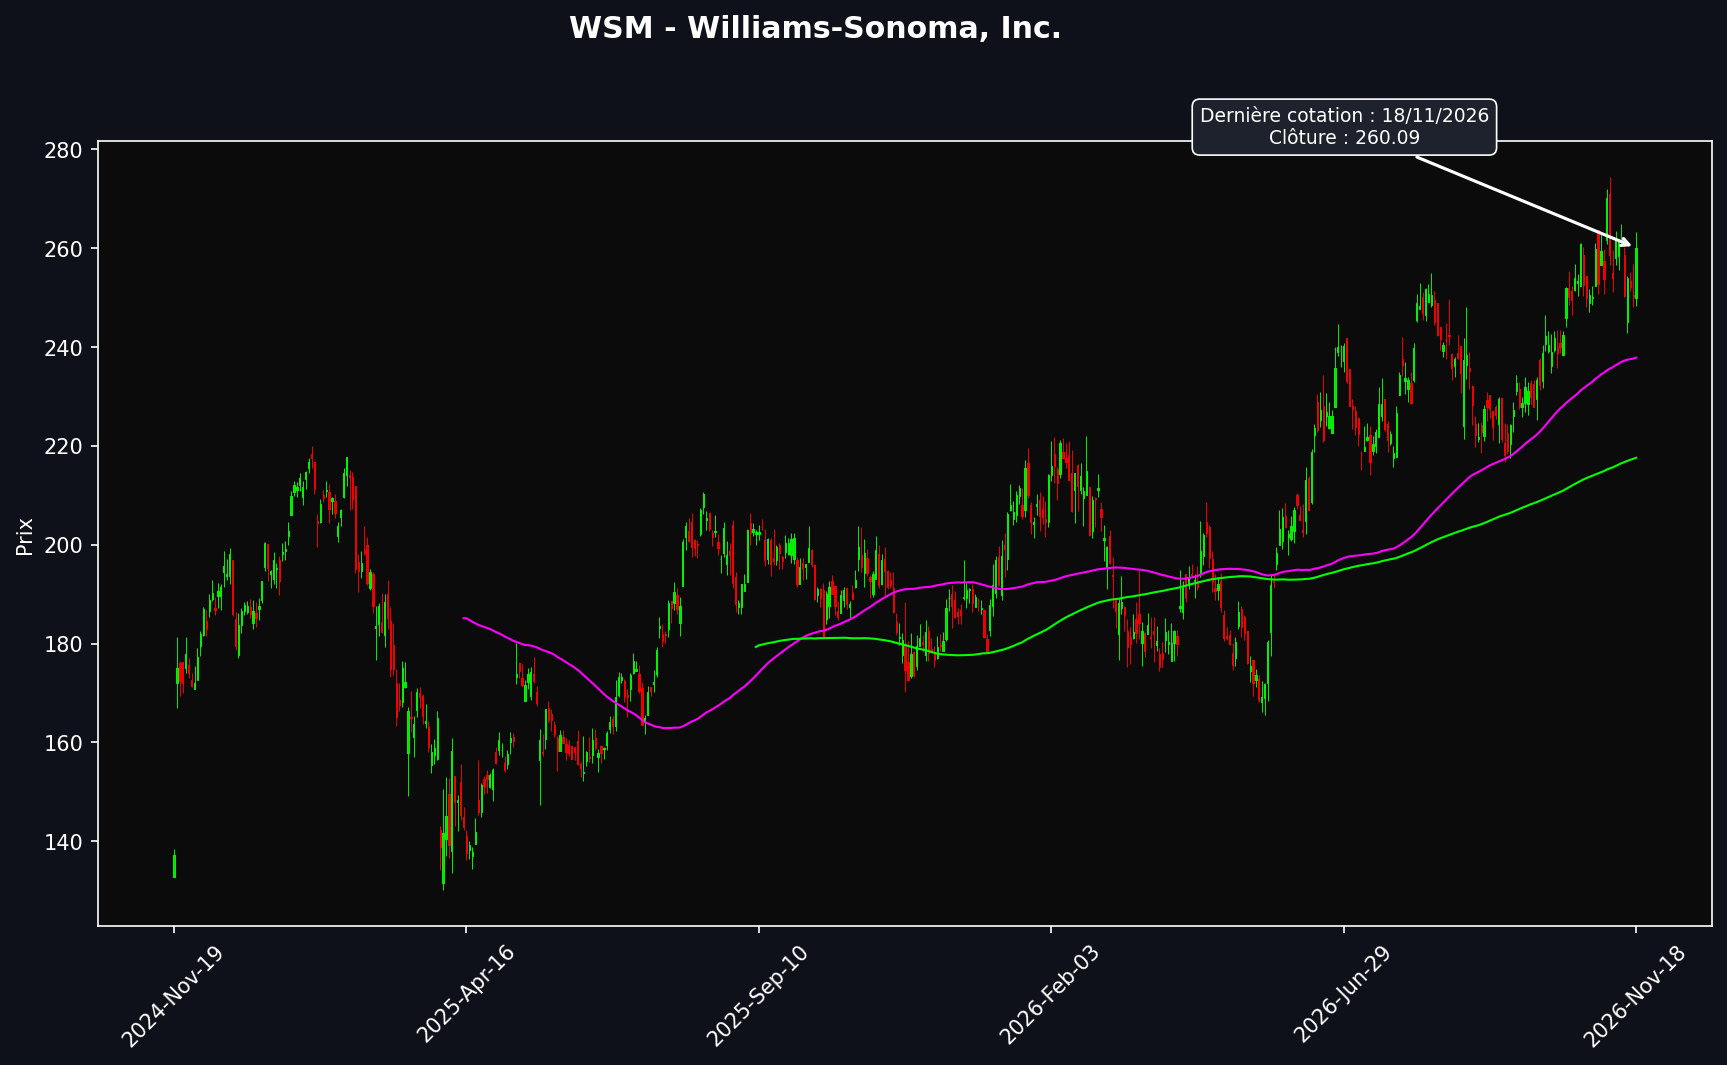 WSM - Williams-Sonoma, Inc.
Dernière cotation : 18/11/2026
Clôture : 260.09
Prix
280
260
240
220
200
180
160
140
2024-Nov-19
2025-Apr-16
2025-Sep-10
2026-Feb-03
2026-Jun-29
2026-Nov-18